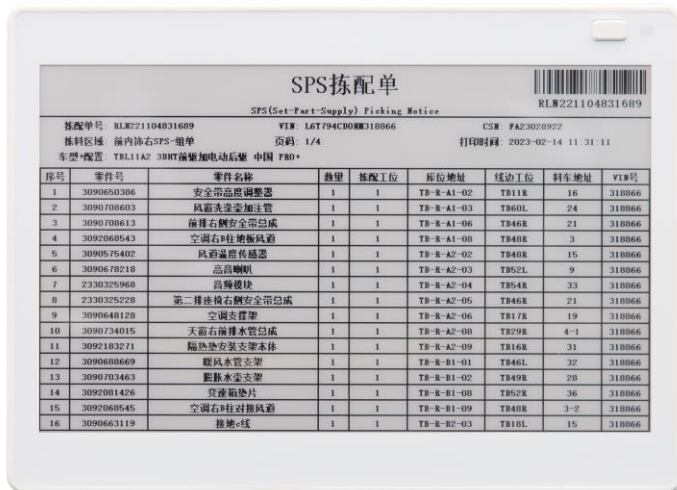 SPS拣配单
SPS(Set-Part-Supply) Picking Notice
RLN221104831689
拣配单号: RLN221104831689 VIN: L6T794CD0NM318866 CSN: FA23028922
拣料区域: 前内饰右SPS-组单 页码: 1/4 打印时间: 2023-02-14 11:31:11
车型+配置: TBL11A2 3DMT前驱加电动后驱 中国 PRO+
序号 零件号 零件名称 数量 拣配工位 库位地址 线边工位 料车地址 VIN号
1 3090650386 安全带高度调整器 1 1 TB-R-A1-02 TB11R 16 318866
2 3090708603 风窗洗涤壶加注管 1 1 TB-R-A1-03 TB60L 24 318866
3 3090708613 前排右侧安全带总成 1 1 TB-R-A1-06 TB46R 21 318866
4 3092068543 空调右B柱地板风道 1 1 TB-R-A1-08 TB48R 3 318866
5 3090575402 风道温度传感器 1 1 TB-R-A2-02 TB48R 15 318866
6 3090678218 高音喇叭 1 1 TB-R-A2-03 TB52L 9 318866
7 2330325968 音频模块 1 1 TB-R-A2-04 TB54R 33 318866
8 2330325228 第二排座椅右侧安全带总成 1 1 TB-R-A2-05 TB46R 21 318866
9 3090648128 空调支撑架 1 1 TB-R-A2-06 TB17R 19 318866
10 3090734015 天窗右前排水管总成 1 1 TB-R-A2-08 TB29R 4-1 318866
11 3092183271 隔热垫安装支架本体 1 1 TB-R-A2-09 TB16R 31 318866
12 3090688669 暖风水管支架 1 1 TB-R-B1-01 TB46L 32 318866
13 3090703463 膨胀水壶支架 1 1 TB-R-B1-02 TB49R 28 318866
14 3092081426 变速箱垫片 1 1 TB-R-B1-08 TB52R 36 318866
15 3092068545 空调右B柱对接风道 1 1 TB-R-B1-09 TB48R 3-2 318866
16 3090663119 接地c线 1 1 TB-R-B2-03 TB18L 15 318866